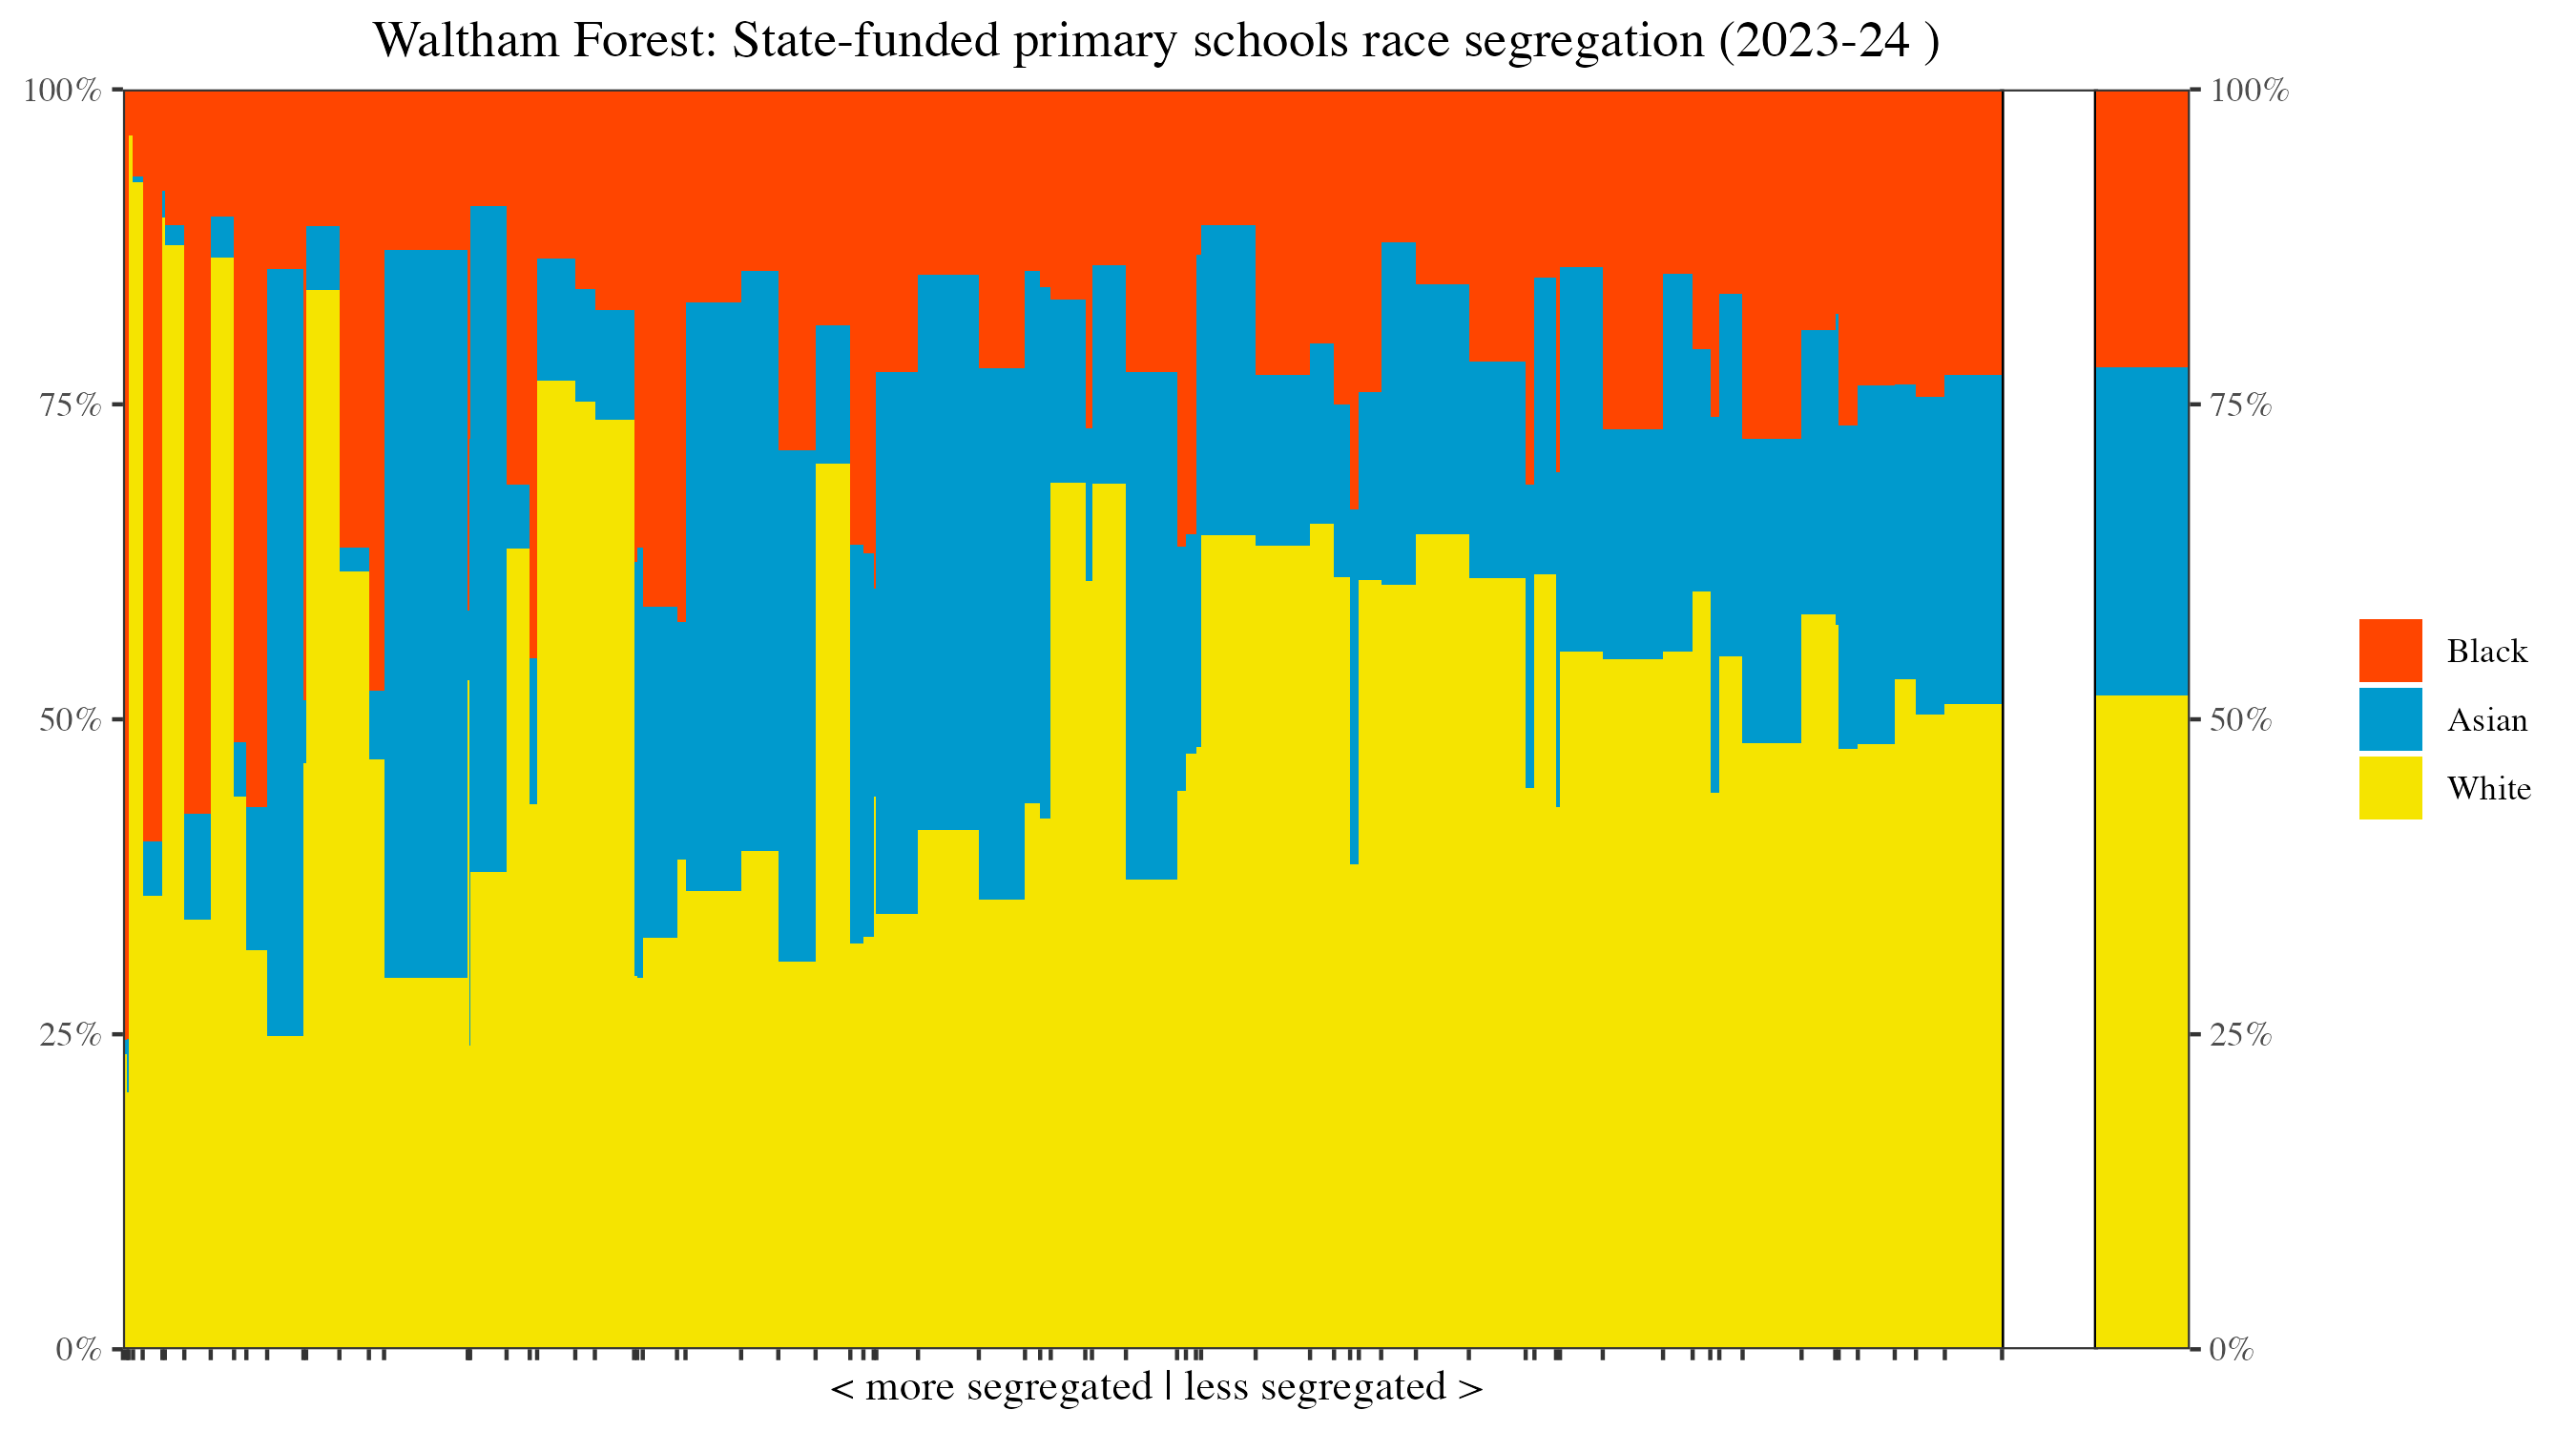 Waltham Forest: State-funded primary schools race segregation (2023-24 )
100%
75%
50%
25%
0%
100%
75%
50%
25%
0%
Black
Asian
White
< more segregated | less segregated >